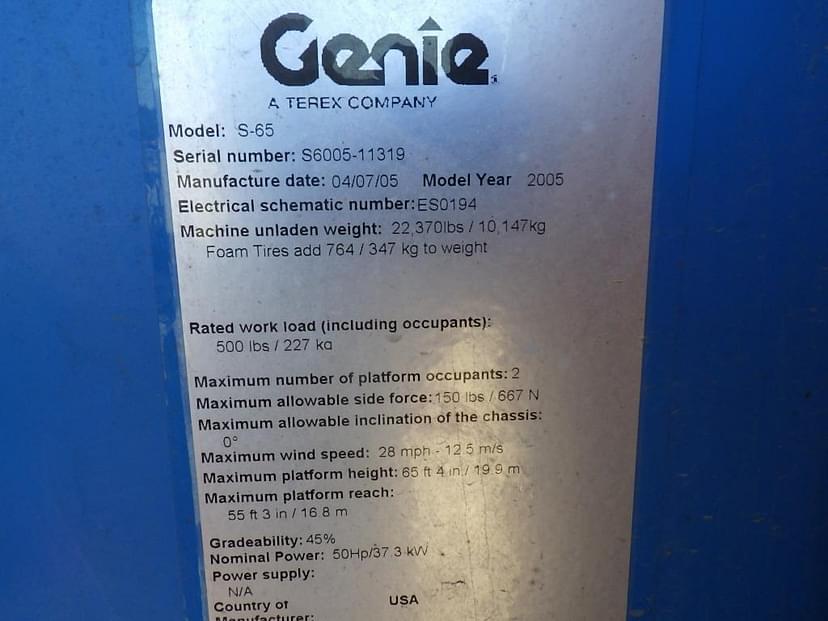 Genie
A TEREX COMPANY
Model: S-65
Serial number: S6005-11319
Manufacture date: 04/07/05 Model Year 2005
Electrical schematic number:ES0194
Machine unladen weight: 22,370lbs / 10,147kg
Foam Tires add 764 / 347 kg to weight
Rated work load (including occupants):
500 lbs / 227 kg
Maximum number of platform occupants: 2
Maximum allowable side force: 150 lbs / 667 N
Maximum allowable inclination of the chassis:
0°
Maximum wind speed: 28 mph - 12.5 m/s
Maximum platform height: 65 ft 4 in / 19.9 m
Maximum platform reach:
55 ft 3 in / 16.8 m
Gradeability: 45%
Nominal Power: 50Hp/37.3 kW
Power supply:
N/A
Country of USA
Manufacturer: